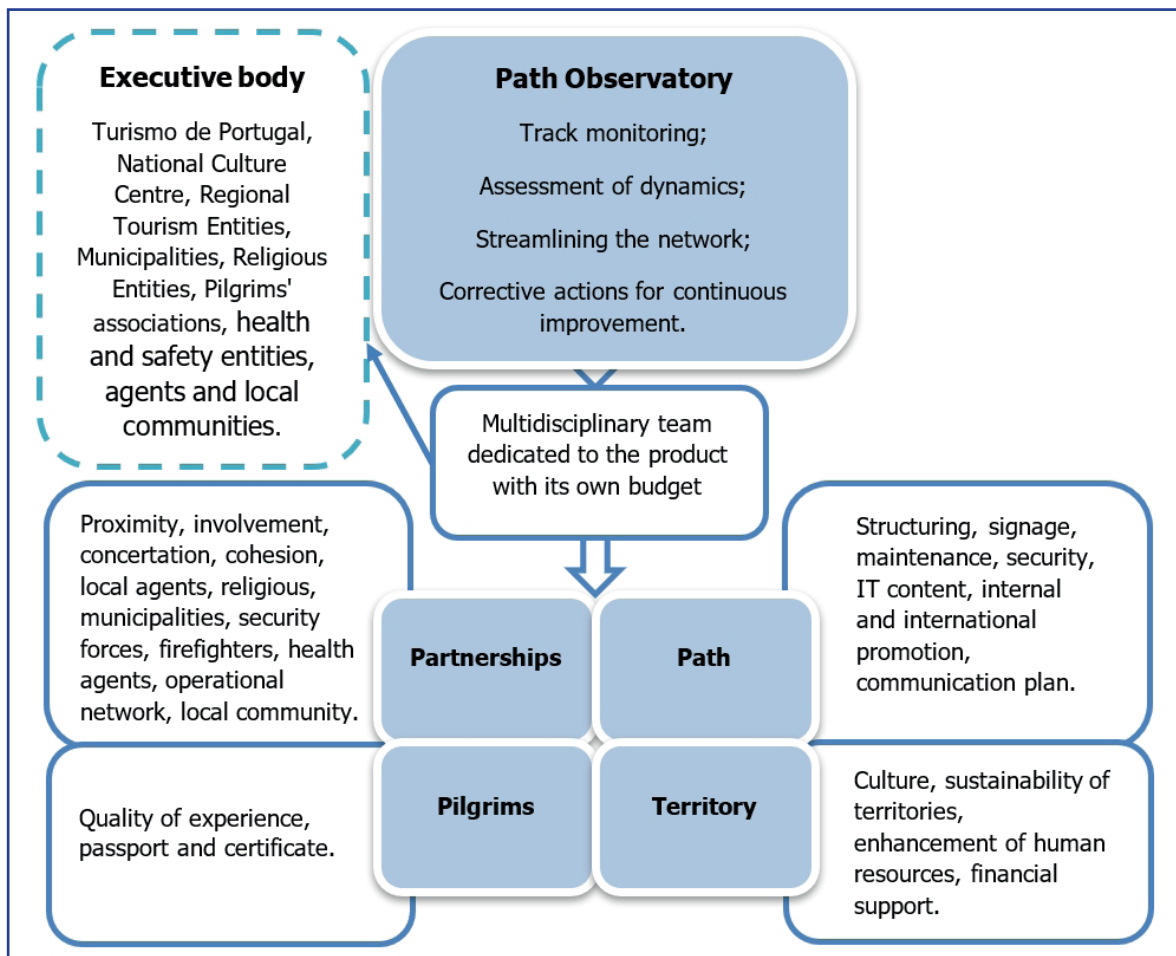 Executive body
Turismo de Portugal,
National Culture
Centre, Regional
Tourism Entities,
Municipalities, Religious
Entities, Pilgrims'
associations, health
and safety entities,
agents and local
communities.
Path Observatory
Track monitoring;
Assessment of dynamics;
Streamlining the network;
Corrective actions for continuous
improvement.
Multidisciplinary team
dedicated to the product
with its own budget
Proximity, involvement,
concertation, cohesion,
local agents, religious,
municipalities, security
forces, firefighters, health
agents, operational
network, local community.
Partnerships
Path
Structuring, signage,
maintenance, security,
IT content, internal
and international
promotion,
communication plan.
Quality of experience,
passport and certificate.
Pilgrims
Territory
Culture, sustainability of
territories,
enhancement of human
resources, financial
support.